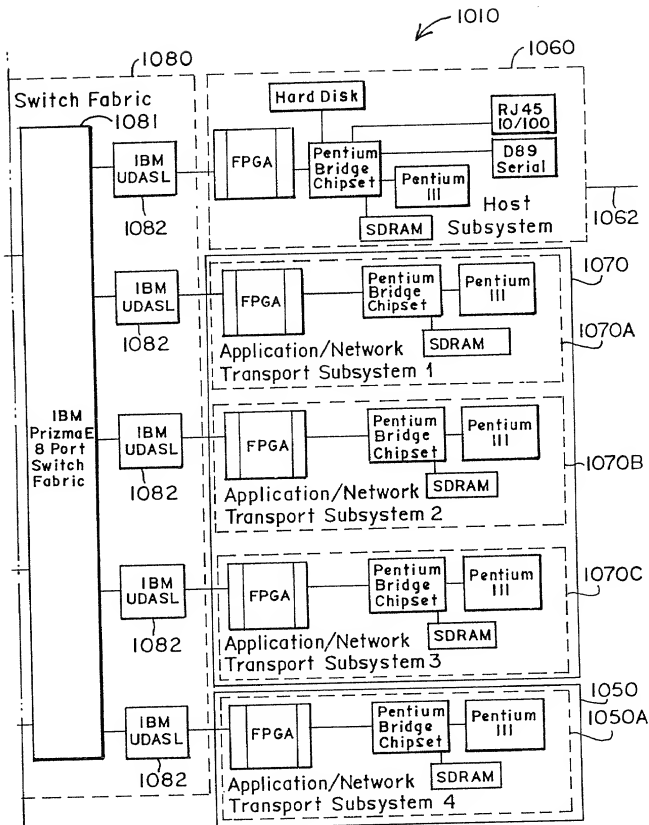 1010
1080
1060
Switch Fabric
1081
Hard Disk
RJ45
10/100
IBM
UDASL
FPGA
Pentium
Bridge
Chipset
D89
Serial
Pentium
III
1082
Host
Subsystem
SDRAM
1062
IBM
UDASL
FPGA
Pentium
Bridge
Chipset
Pentium
III
1070
1082
SDRAM
1070A
Application/Network
Transport Subsystem 1
IBM
PrizmaE
8 Port
Switch
Fabric
IBM
UDASL
FPGA
Pentium
Bridge
Chipset
Pentium
III
1070B
1082
SDRAM
Application/Network
Transport Subsystem 2
IBM
UDASL
FPGA
Pentium
Bridge
Chipset
Pentium
III
1070C
1082
SDRAM
Application/Network
Transport Subsystem 3
IBM
UDASL
FPGA
Pentium
Bridge
Chipset
Pentium
III
1050
1050A
1082
SDRAM
Application/Network
Transport Subsystem 4